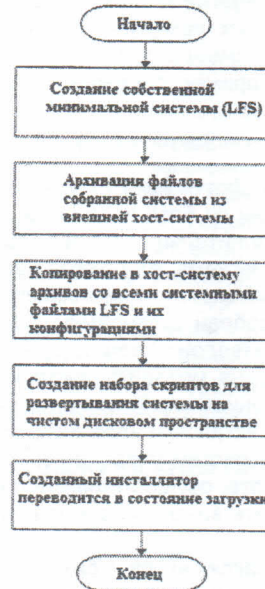 Начало
Создание собственной
минимальной системы (LFS)
Архивация файлов
собранной системы из
внешней хост-системы
Копирование в хост-систему
архивов со всеми системными
файлами LFS и их
конфигурациями
Создание набора скриптов для
развертывания системы на
чистом дисковом пространстве
Созданный инсталлятор
переводится в состояние загрузки
Конец